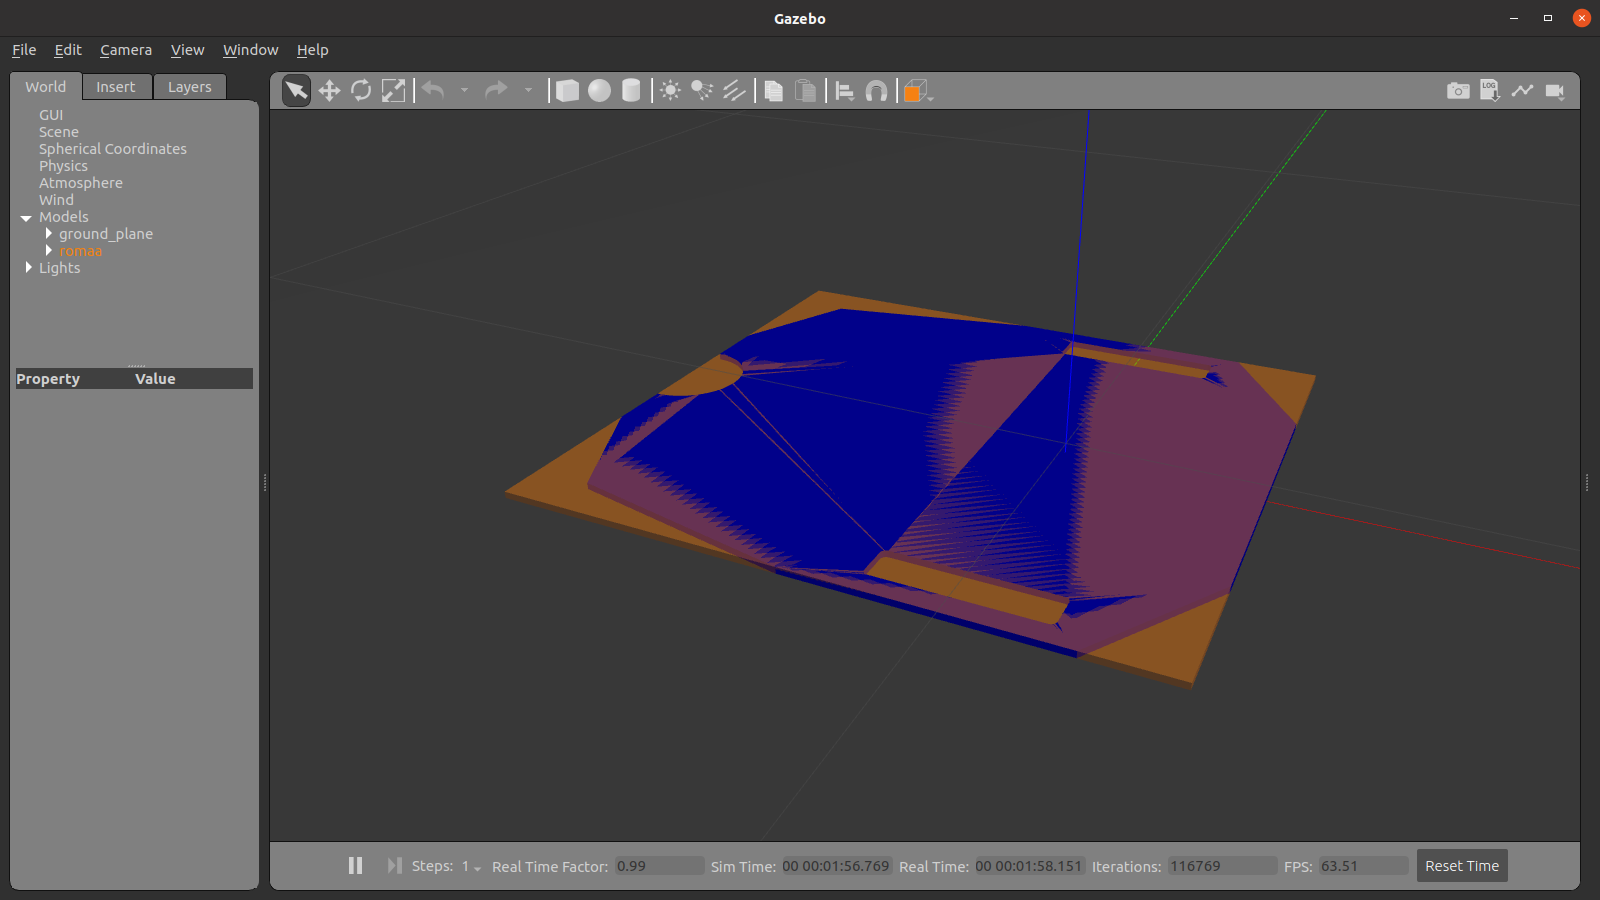 Gazebo
File Edit Camera View Window Help
World Insert Layers
LOG
GUI
Scene
Spherical Coordinates
Physics
Atmosphere
Wind
Models
ground_plane
romaa
Lights
Property Value
Steps: 1 Real Time Factor: 0.99 Sim Time: 00 00:01:56.769 Real Time: 00 00:01:58.151 Iterations: 116769 FPS: 63.51 Reset Time